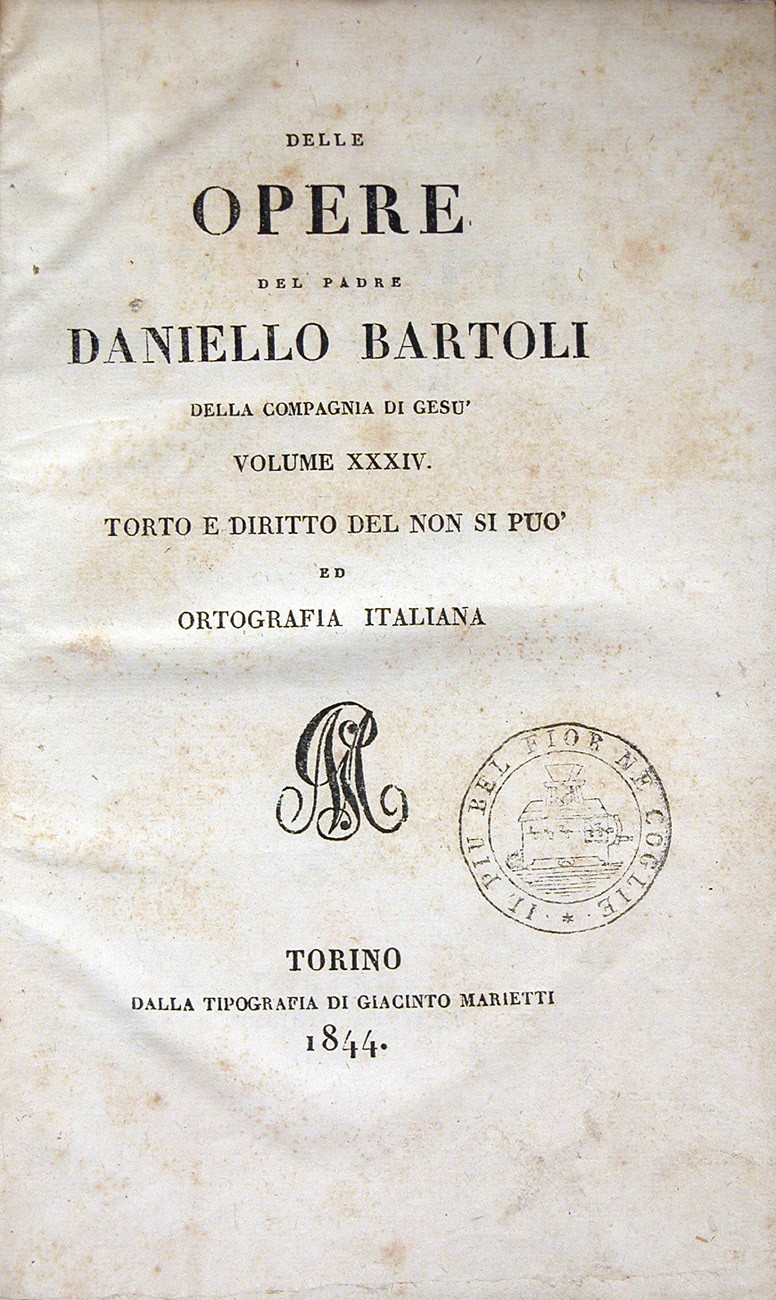 DELLE
OPERE
DEL PADRE
DANIELLO BARTOLI
DELLA COMPAGNIA DI GESU'
VOLUME XXXIV.
TORTO E DIRITTO DEL NON SI PUO'
ED
ORTOGRAFIA ITALIANA
IL PIU BEL FIOR NE COGLIE *
TORINO
DALLA TIPOGRAFIA DI GIACINTO MARIETTI
1844.